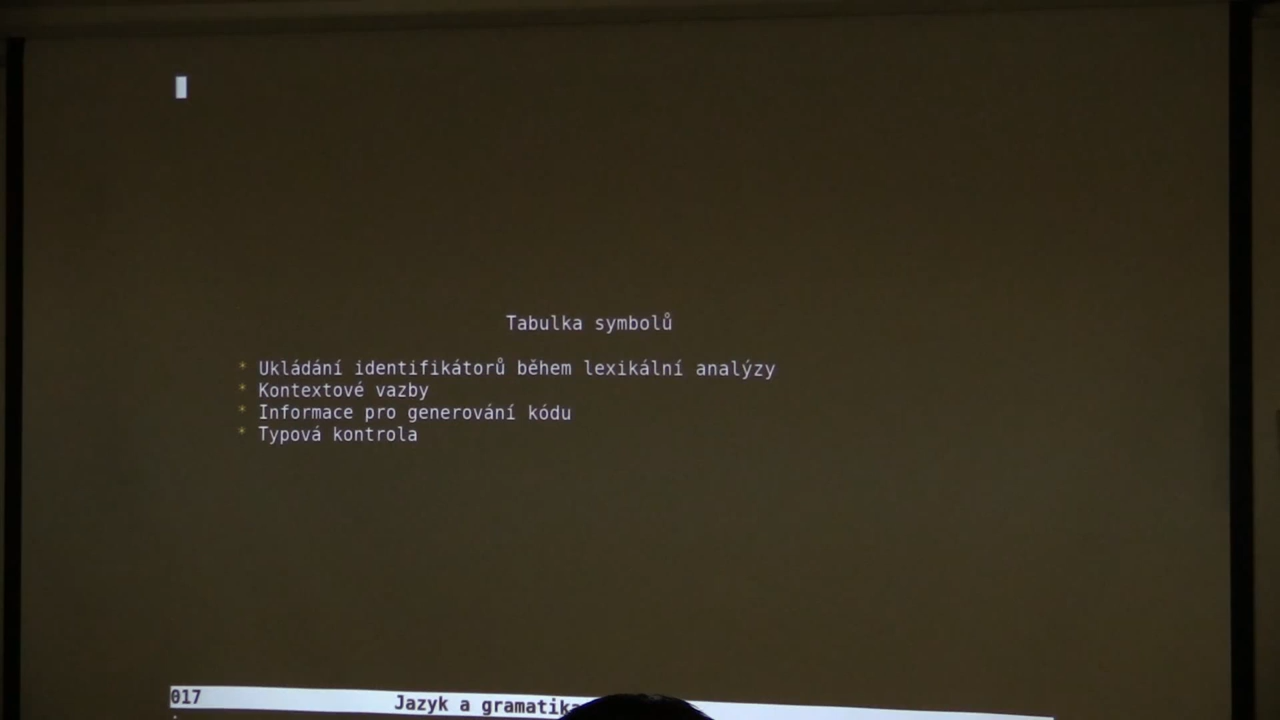 Tabulka symbolů
* Ukládání identifikátorů během lexikální analýzy
* Kontextové vazby
* Informace pro generování kódu
* Typová kontrola
017 Jazyk a gramatika